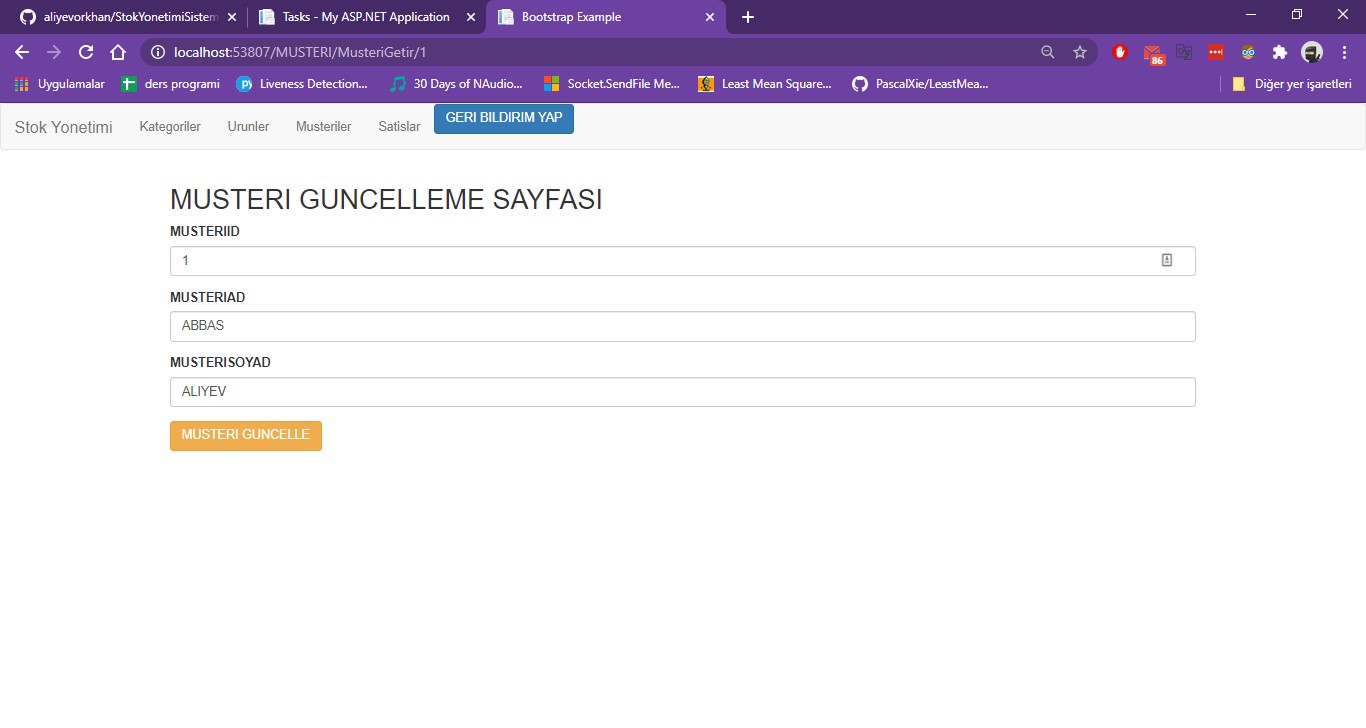 aliyevorkhan/StokYonetimiSistem
Tasks - My ASP.NET Application
Bootstrap Example
localhost:53807/MUSTERI/MusteriGetir/1
86
Uygulamalar
ders programi
Liveness Detection...
30 Days of NAudio...
Socket.SendFile Me...
Least Mean Square...
PascalXie/LeastMea...
Diğer yer işaretleri
Stok Yonetimi
Kategoriler
Urunler
Musteriler
Satislar
GERI BILDIRIM YAP
MUSTERI GUNCELLEME SAYFASI
MUSTERIID
1
MUSTERIAD
ABBAS
MUSTERISOYAD
ALIYEV
MUSTERI GUNCELLE